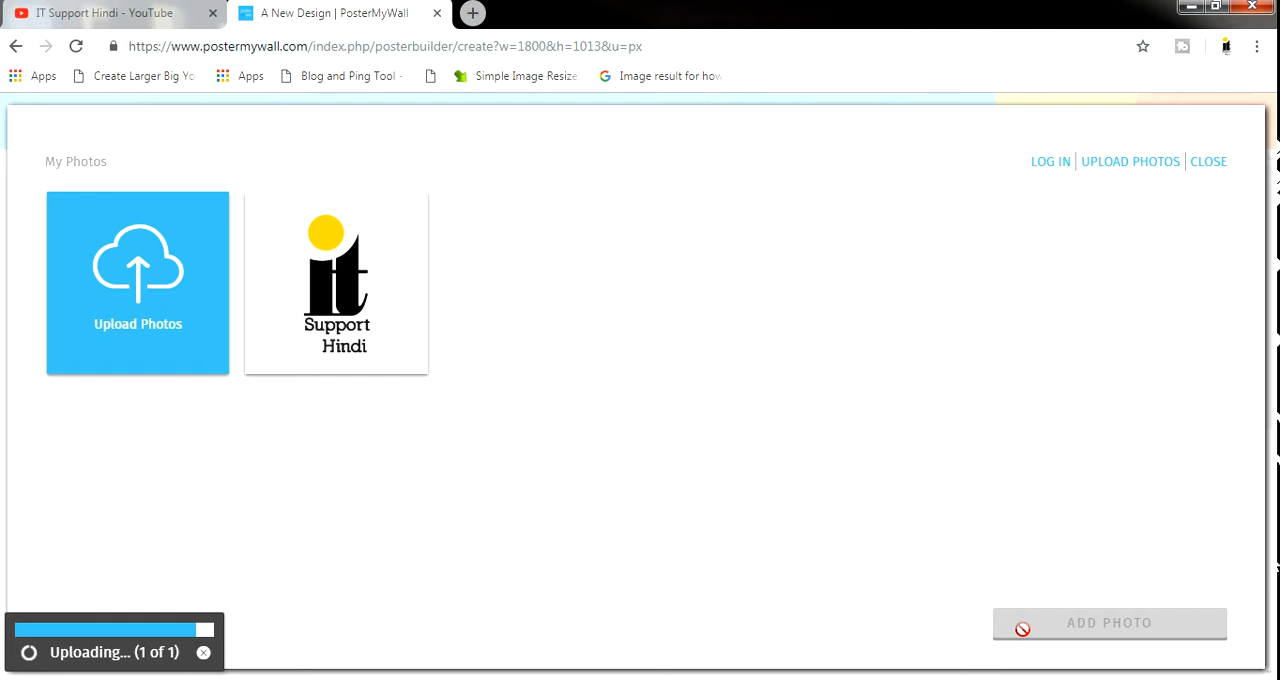 IT Support Hindi - YouTube
A New Design | PosterMyWall
https://www.postermywall.com/index.php/posterbuilder/create?w=1800&h=1013&u=px
Apps
Create Larger Big Yo
Apps
Blog and Ping Tool -
Simple Image Resize
Image result for how
My Photos
LOG IN | UPLOAD PHOTOS | CLOSE
Upload Photos
it
Support
Hindi
ADD PHOTO
Uploading... (1 of 1)